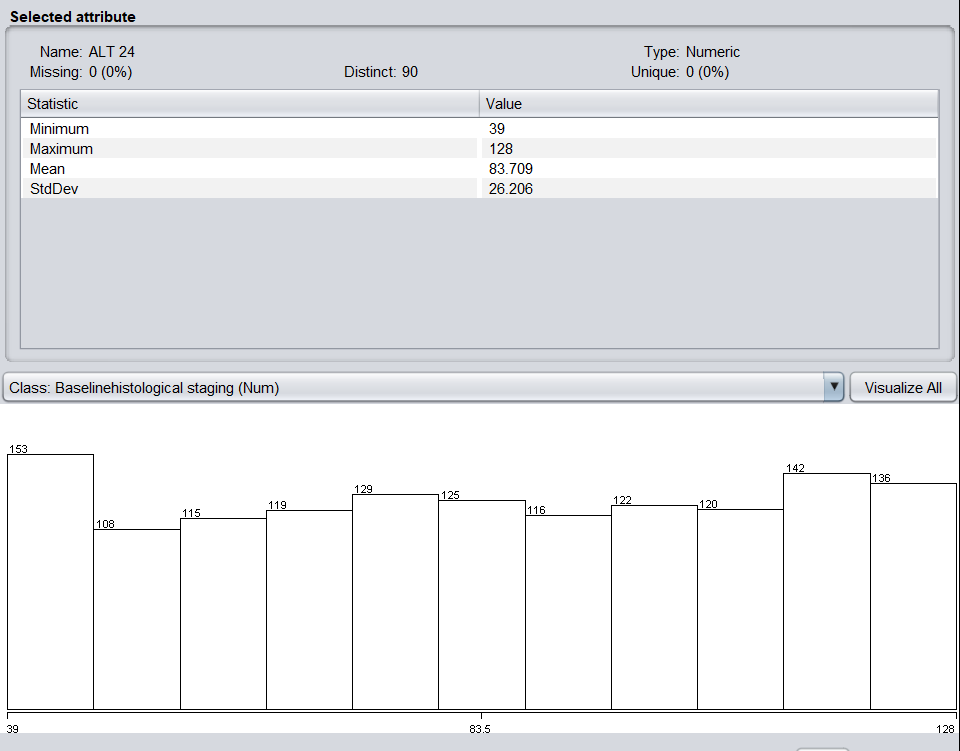 Selected attribute
Name: ALT 24 Type: Numeric
Missing: 0 (0%) Distinct: 90 Unique: 0 (0%)
Statistic Value
Minimum 39
Maximum 128
Mean 83.709
StdDev 26.206
Class: Baselinehistological staging (Num) Visualize All
153
108
115
119
129
125
116
122
120
142
136
39 83.5 128